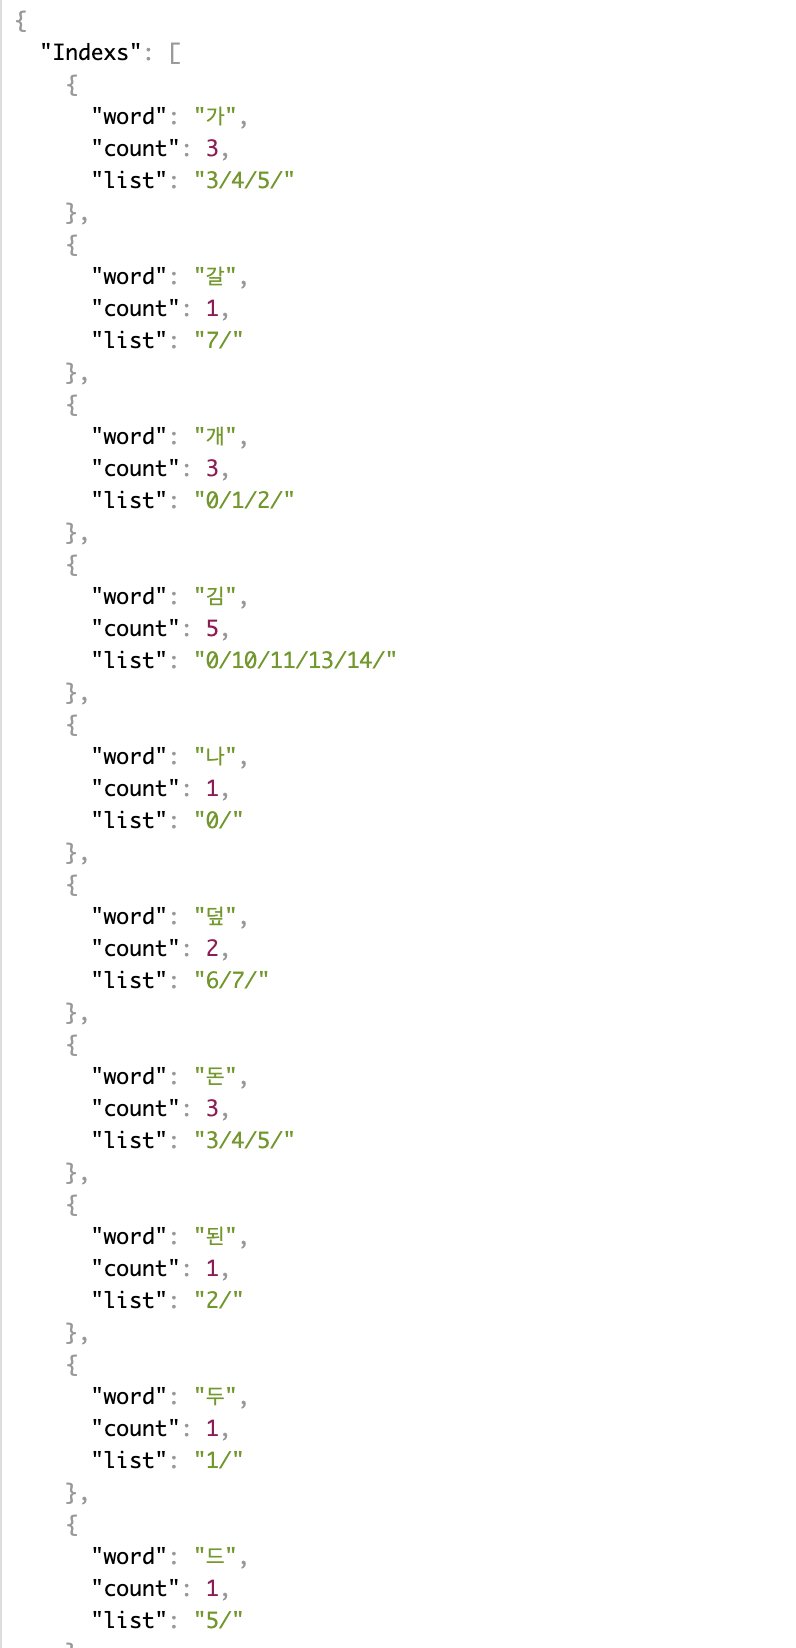 {
"Indexs": [
{
"word": "가",
"count": 3,
"list": "3/4/5/"
},
{
"word": "갈",
"count": 1,
"list": "7/"
},
{
"word": "개",
"count": 3,
"list": "0/1/2/"
},
{
"word": "김",
"count": 5,
"list": "0/10/11/13/14/"
},
{
"word": "나",
"count": 1,
"list": "0/"
},
{
"word": "덮",
"count": 2,
"list": "6/7/"
},
{
"word": "돈",
"count": 3,
"list": "3/4/5/"
},
{
"word": "된",
"count": 1,
"list": "2/"
},
{
"word": "두",
"count": 1,
"list": "1/"
},
{
"word": "드",
"count": 1,
"list": "5/"